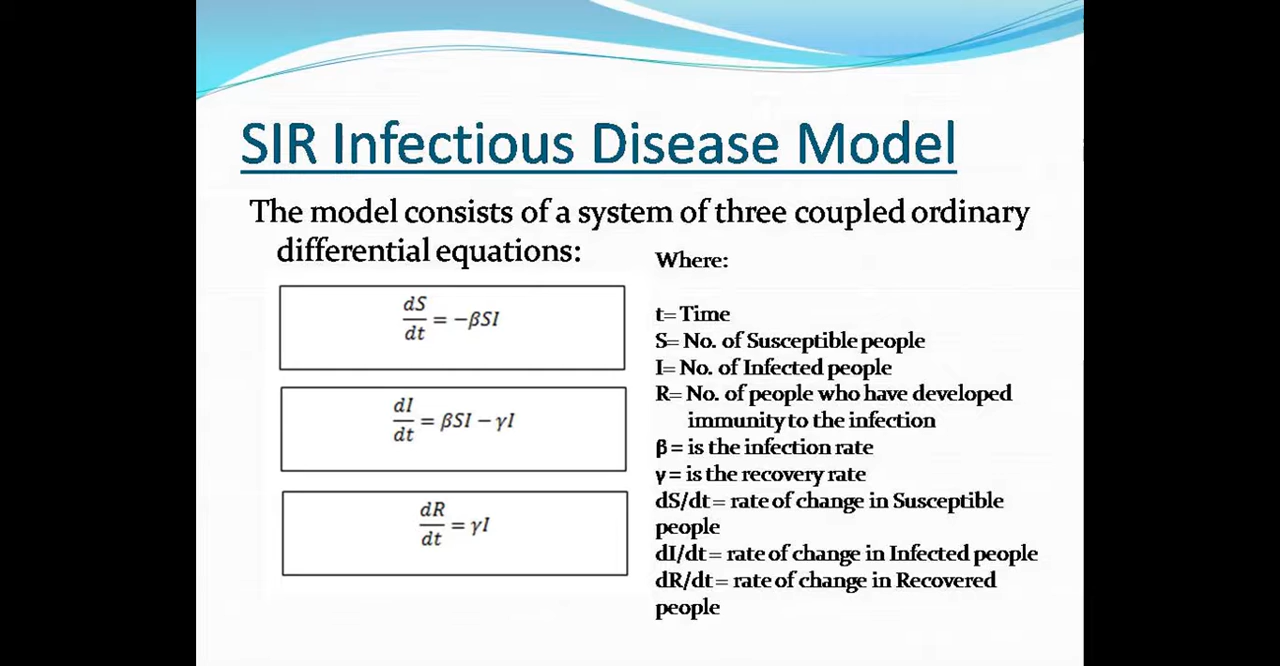 SIR Infectious Disease Model
The model consists of a system of three coupled ordinary
differential equations:
dS/dt = −βSI
dI/dt = βSI − γI
dR/dt = γI
Where:
t= Time
S= No. of Susceptible people
I= No. of Infected people
R= No. of people who have developed
immunity to the infection
β = is the infection rate
γ = is the recovery rate
dS/dt= rate of change in Susceptible
people
dI/dt= rate of change in Infected people
dR/dt= rate of change in Recovered
people